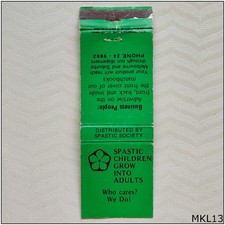 Business People:
Advertise on the
front, back and inside
the front cover of our
matchbooks
Your product will reach
Melbourne and Suburbs
through our dispensers
PHONE 24 - 9882
DISTRIBUTED BY
SPASTIC SOCIETY
SPASTIC
CHILDREN
GROW
INTO
ADULTS
Who cares?
We Do!
MKL13